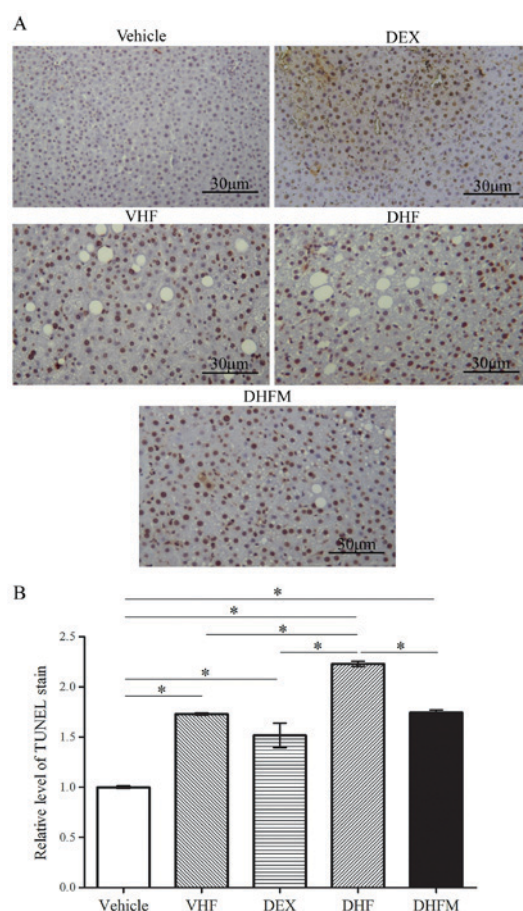 A
Vehicle
DEX
30μm
30μm
VHF
DHF
30μm
30μm
DHFM
30μm
B
*
*
*
*
*
*
*
Relative level of TUNEL
stain
2.5
2.0
1.5
1.0
0.5
0.0
Vehicle
VHF
DEX
DHF
DHFM